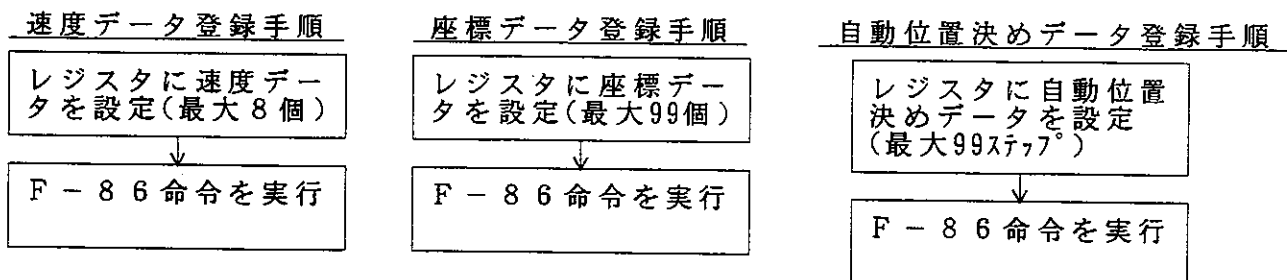 速度データ登録手順
レジスタに速度デー
タを設定(最大8個)
F－86命令を実行
座標データ登録手順
レジスタに座標デー
タを設定(最大99個)
F－86命令を実行
自動位置決めデータ登録手順
レジスタに自動位置
決めデータを設定
(最大99ｽﾃｯﾌﾟ)
F－86命令を実行